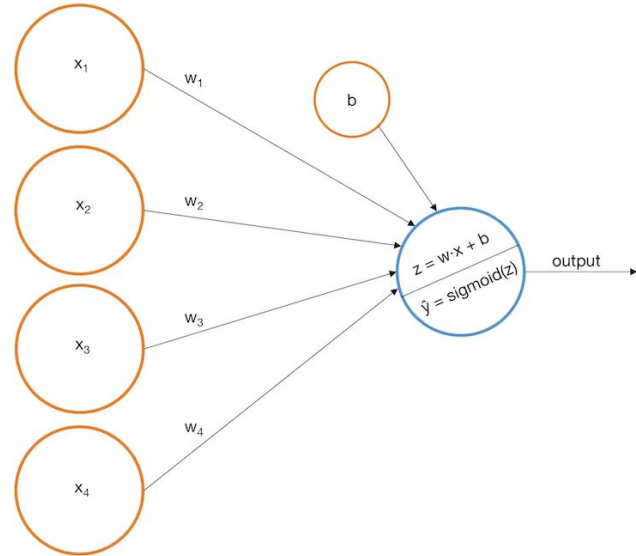 x₁
w₁
b
x₂
w₂
z = w·x + b
ŷ = sigmoid(z)
output
x₃
w₃
x₄
w₄